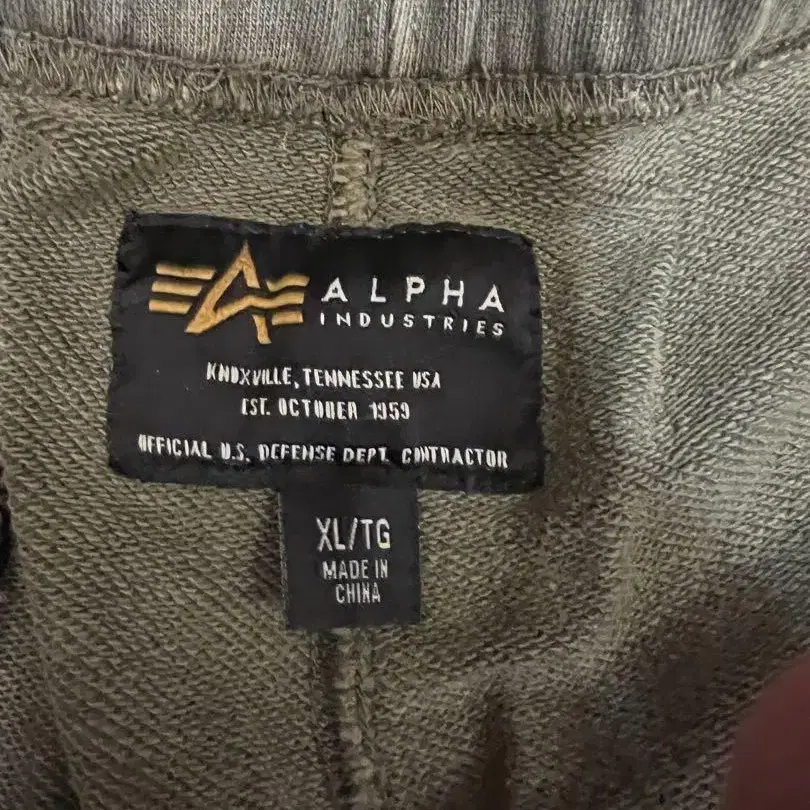 ALPHA
INDUSTRIES
KNOXVILLE, TENNESSEE USA
EST. OCTOBER 1959
OFFICIAL U.S. DEFENSE DEPT. CONTRACTOR
XL/TG
MADE IN
CHINA